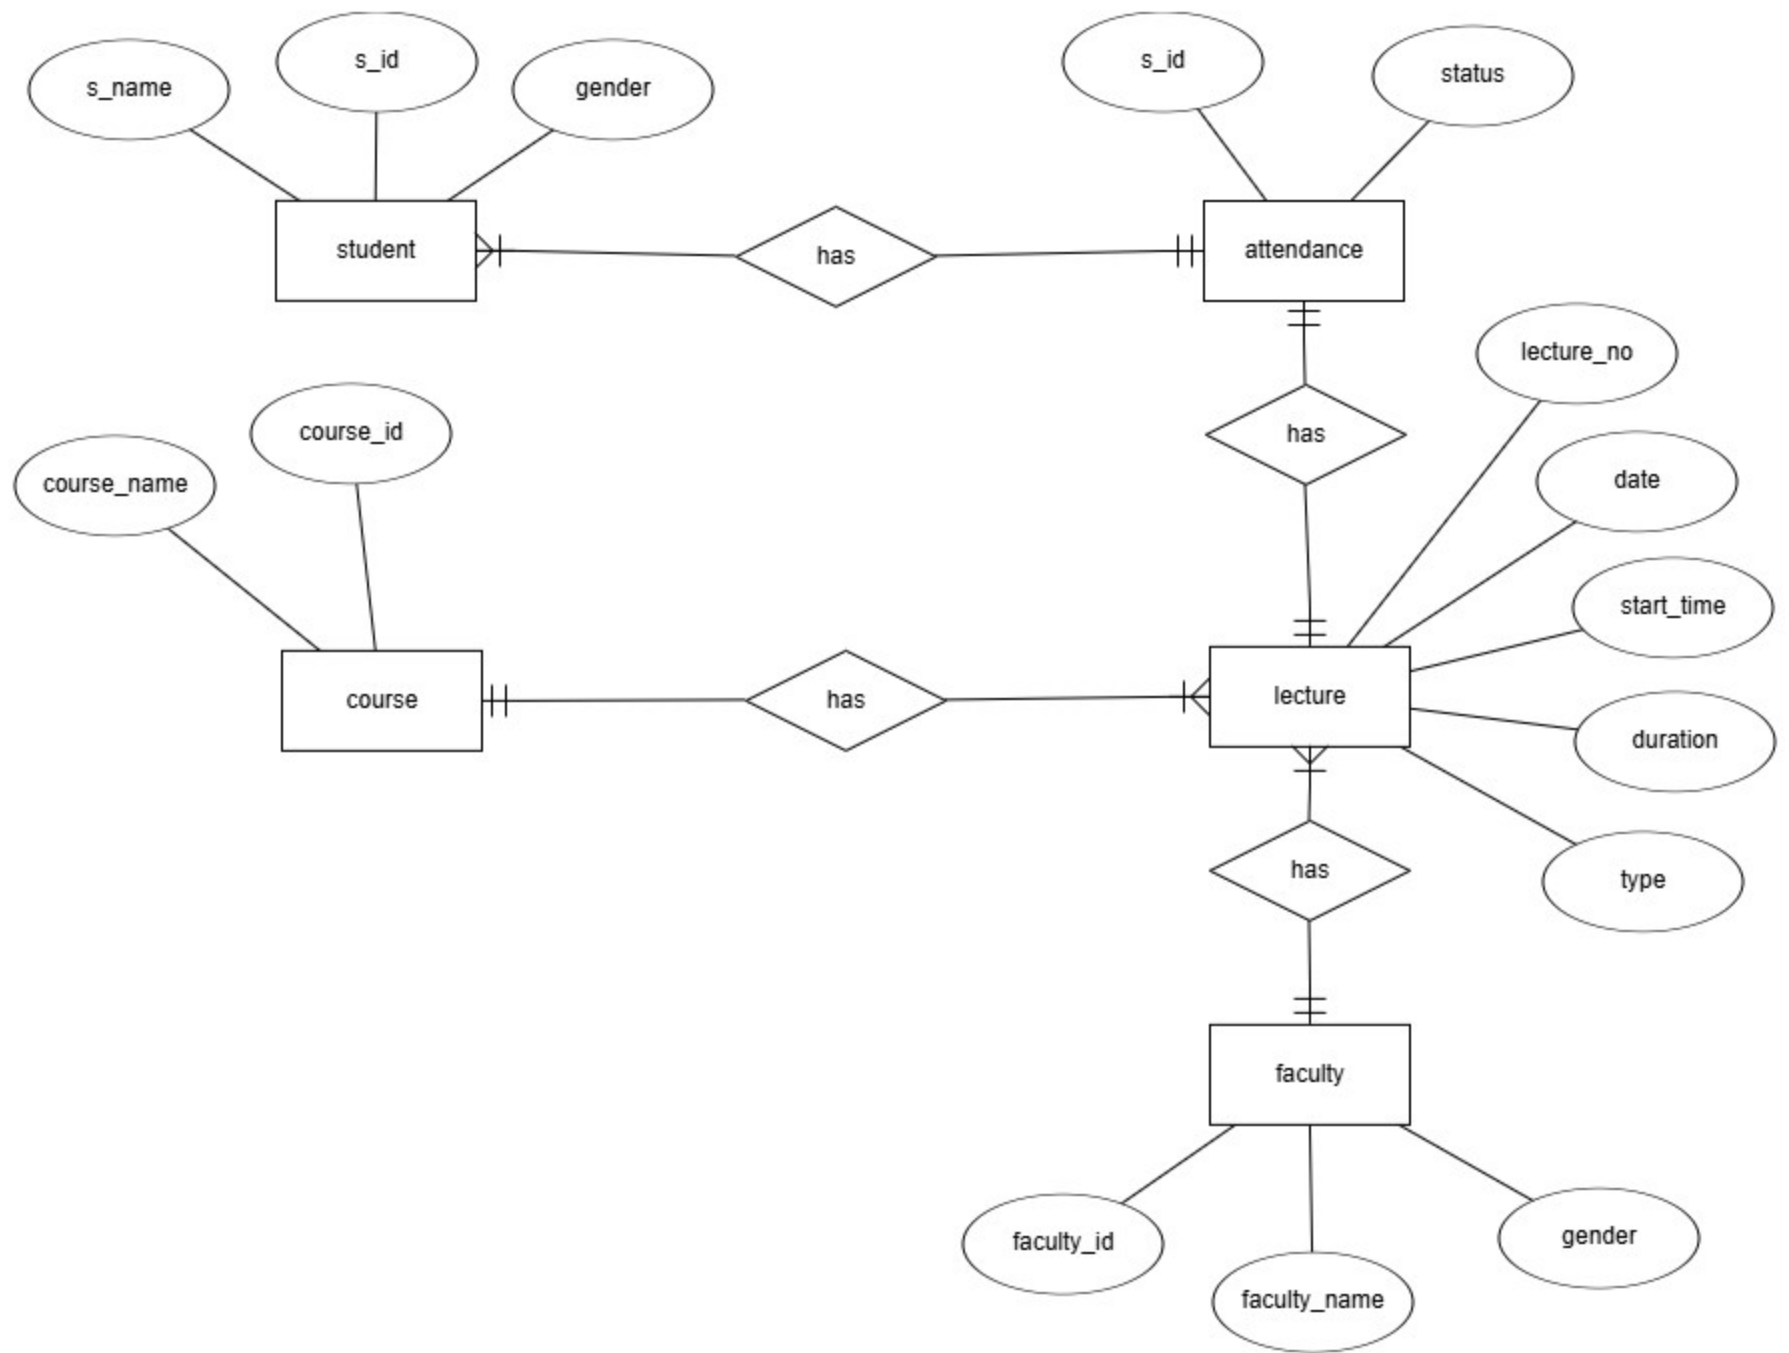 s_name
s_id
gender
s_id
status
student
has
attendance
lecture_no
course_name
course_id
has
date
start_time
course
has
lecture
duration
has
type
faculty
faculty_id
faculty_name
gender